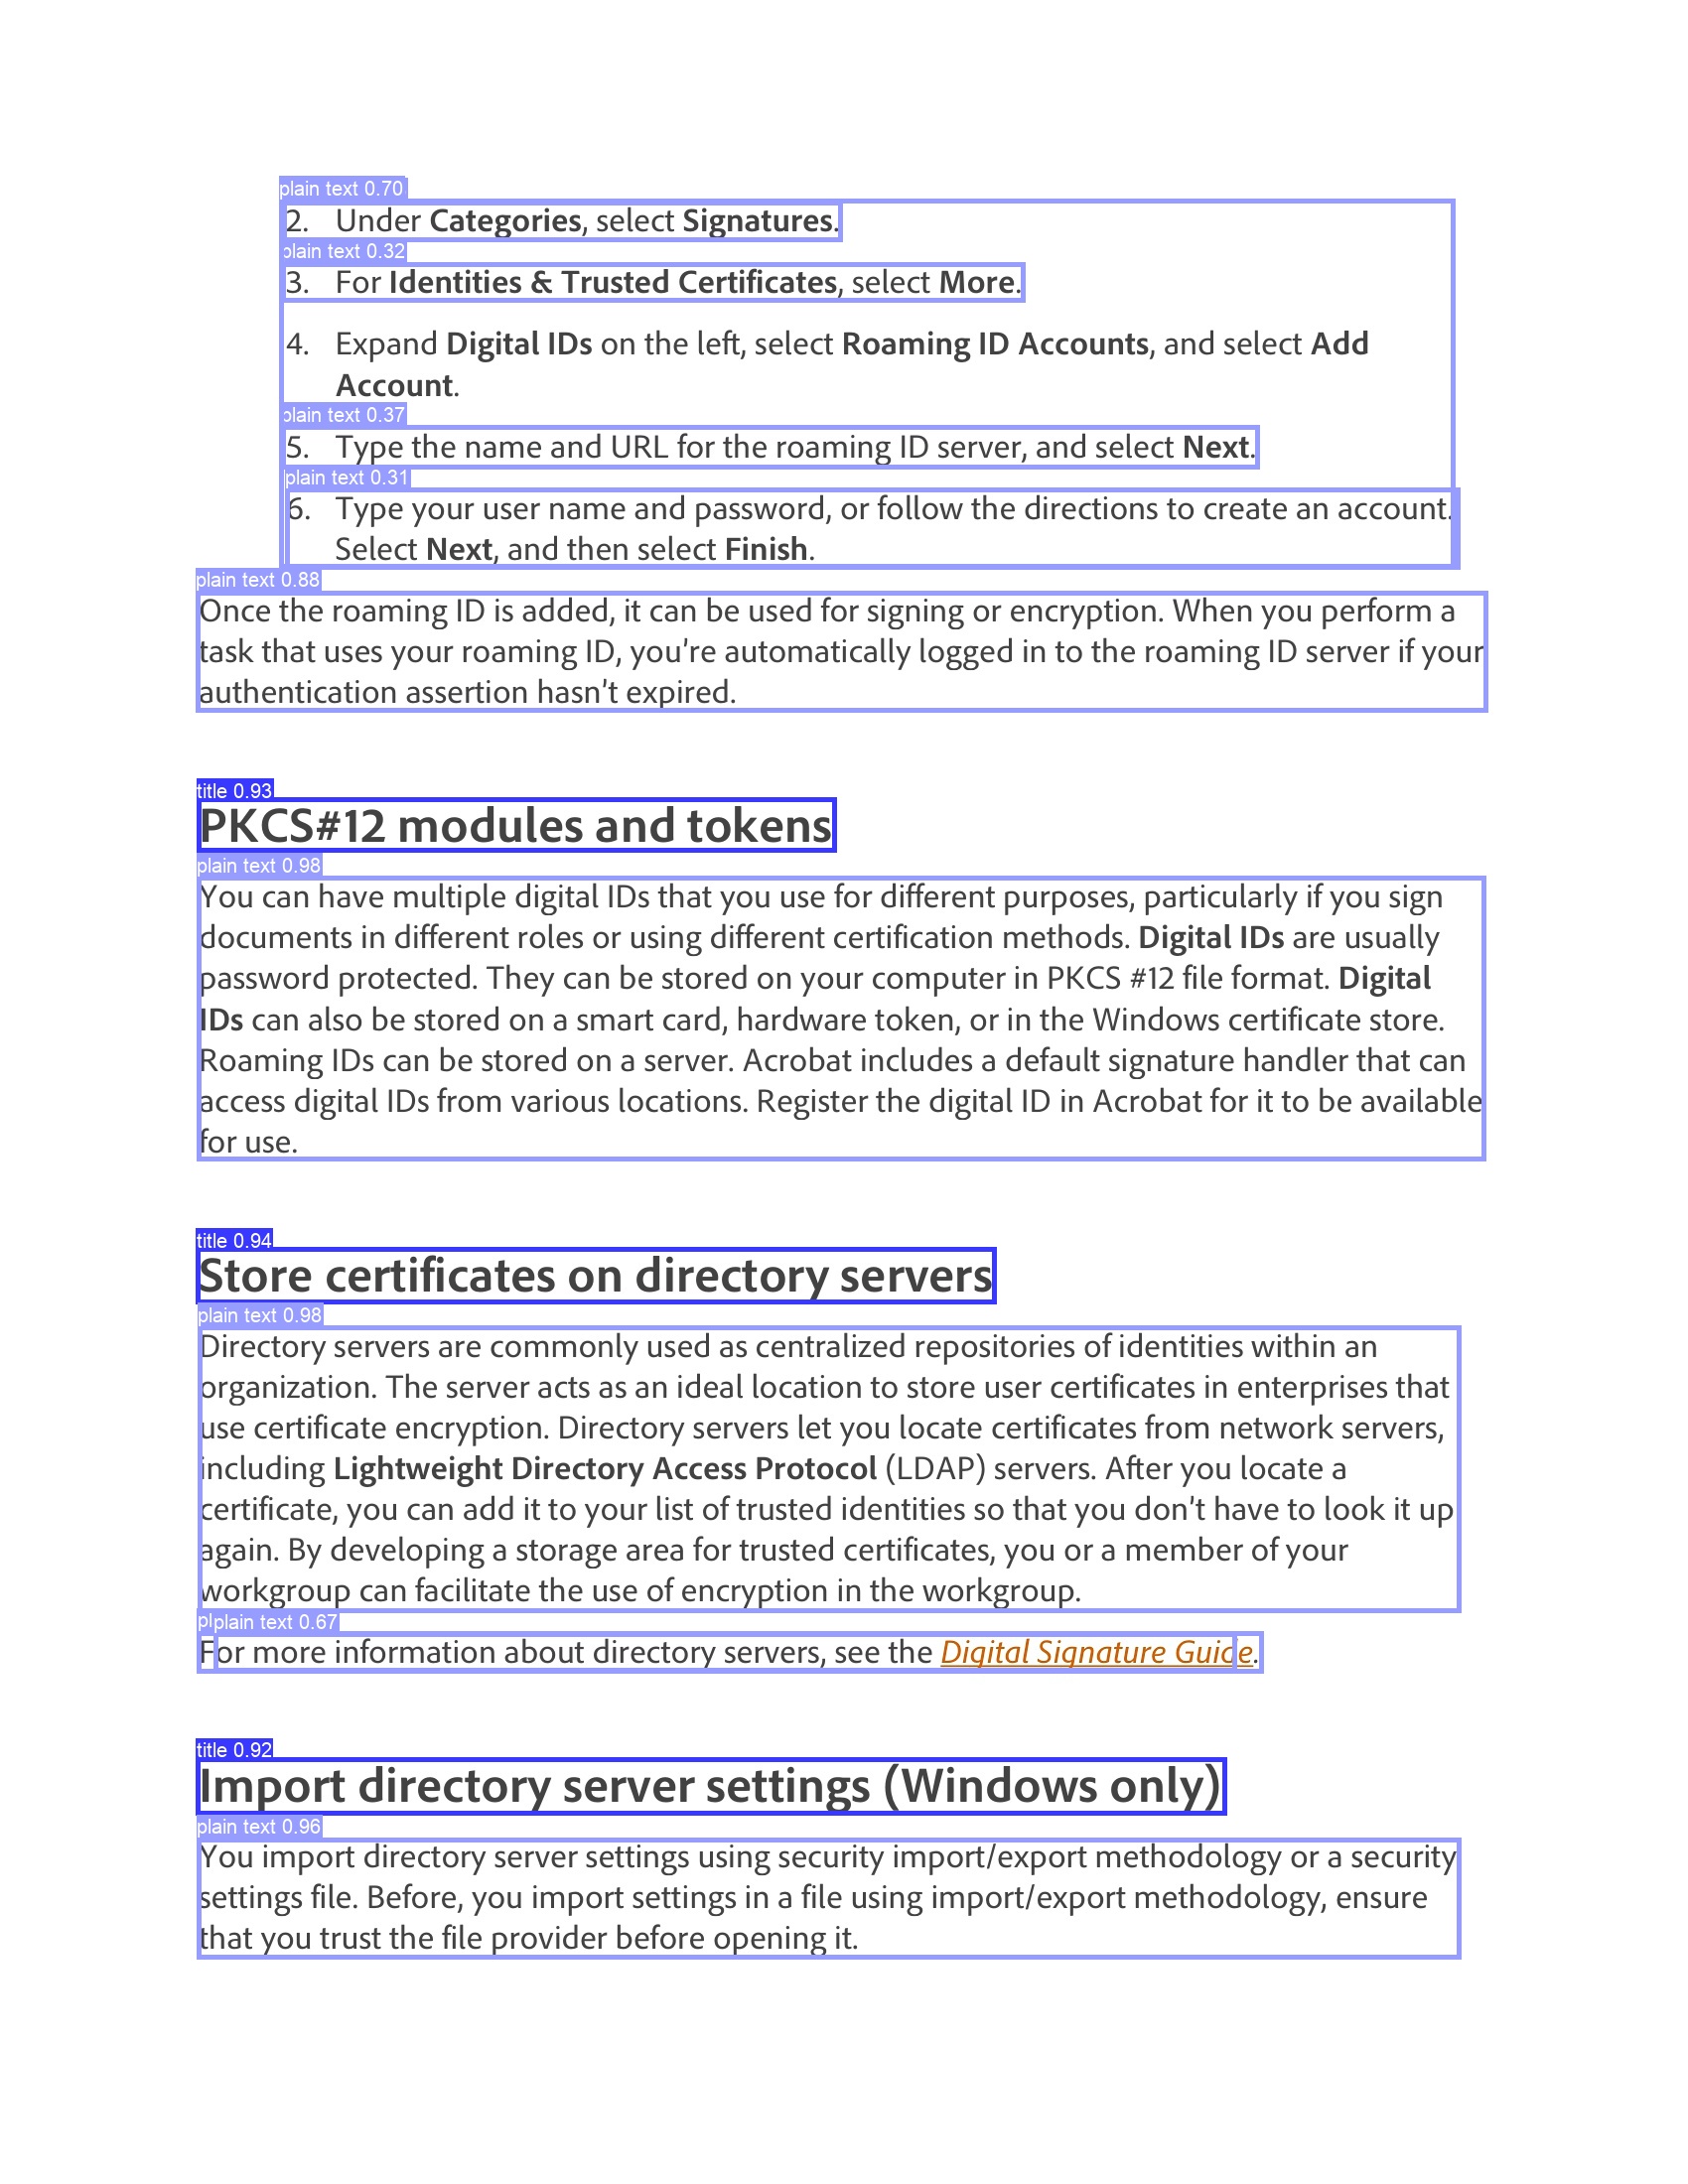 plain text 0.70
2. Under Categories, select Signatures.
plain text 0.32
3. For Identities & Trusted Certificates, select More.
4. Expand Digital IDs on the left, select Roaming ID Accounts, and select Add
Account.
plain text 0.37
5. Type the name and URL for the roaming ID server, and select Next.
plain text 0.31
6. Type your user name and password, or follow the directions to create an account.
Select Next, and then select Finish.
plain text 0.88
Once the roaming ID is added, it can be used for signing or encryption. When you perform a
task that uses your roaming ID, you’re automatically logged in to the roaming ID server if your
authentication assertion hasn’t expired.
title 0.93
PKCS#12 modules and tokens
plain text 0.98
You can have multiple digital IDs that you use for different purposes, particularly if you sign
documents in different roles or using different certification methods. Digital IDs are usually
password protected. They can be stored on your computer in PKCS #12 file format. Digital
IDs can also be stored on a smart card, hardware token, or in the Windows certificate store.
Roaming IDs can be stored on a server. Acrobat includes a default signature handler that can
access digital IDs from various locations. Register the digital ID in Acrobat for it to be available
for use.
title 0.94
Store certificates on directory servers
plain text 0.98
Directory servers are commonly used as centralized repositories of identities within an
organization. The server acts as an ideal location to store user certificates in enterprises that
use certificate encryption. Directory servers let you locate certificates from network servers,
including Lightweight Directory Access Protocol (LDAP) servers. After you locate a
certificate, you can add it to your list of trusted identities so that you don’t have to look it up
again. By developing a storage area for trusted certificates, you or a member of your
workgroup can facilitate the use of encryption in the workgroup.
plain text 0.67
For more information about directory servers, see the Digital Signature Guide.
title 0.92
Import directory server settings (Windows only)
plain text 0.96
You import directory server settings using security import/export methodology or a security
settings file. Before, you import settings in a file using import/export methodology, ensure
that you trust the file provider before opening it.